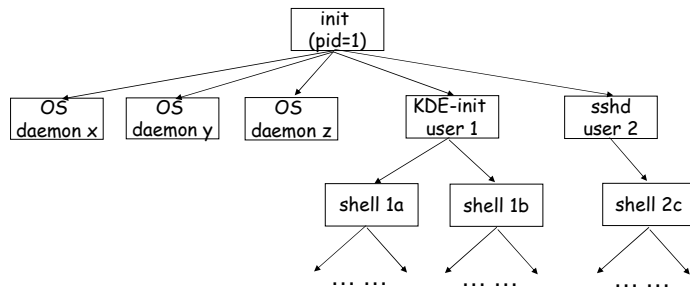 init
(pid=1)
OS
daemon x
OS
daemon y
OS
daemon z
KDE-init
user 1
sshd
user 2
shell 1a
shell 1b
shell 2c
... ...
... ...
... ...